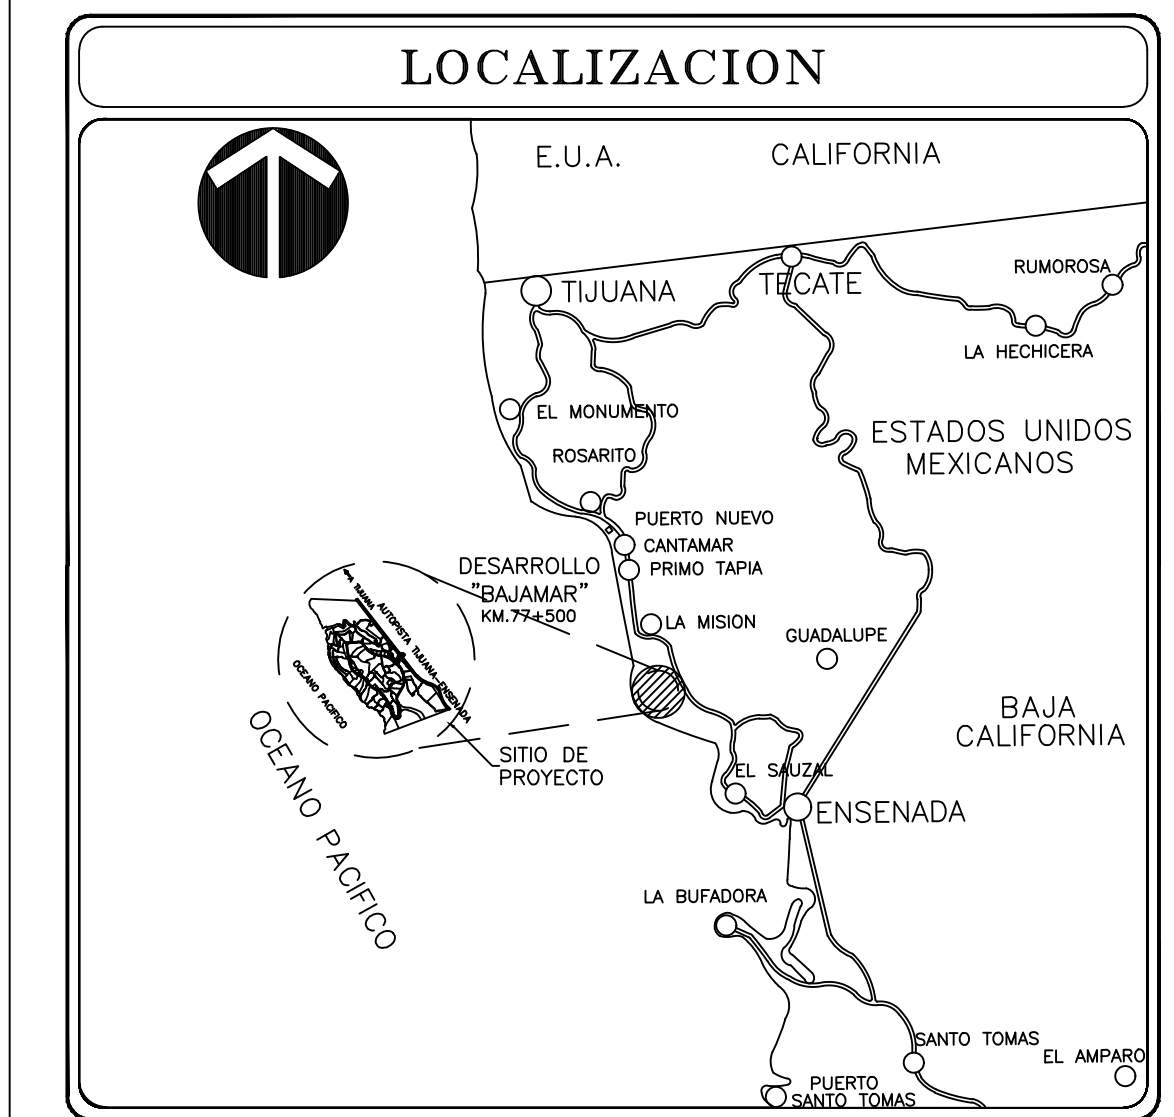 LOCALIZACION
E.U.A. CALIFORNIA
RUMOROSA
TECATE
TIJUANA
LA HECHICERA
EL MONUMENTO
ESTADOS UNIDOS
MEXICANOS
ROSARITO
PUERTO NUEVO
CANTAMAR
PRIMO TAPIA
DESARROLLO
"BAJAMAR"
KM.77+500
A TIJUANA
AUTOPISTA TIJUANA-ENSENADA
OCEANO PACIFICO
LA MISION
GUADALUPE
BAJA
CALIFORNIA
OCEANO PACIFICO
SITIO DE
PROYECTO
EL SAUZAL
ENSENADA
LA BUFADORA
SANTO TOMAS
EL AMPARO
PUERTO
SANTO TOMAS